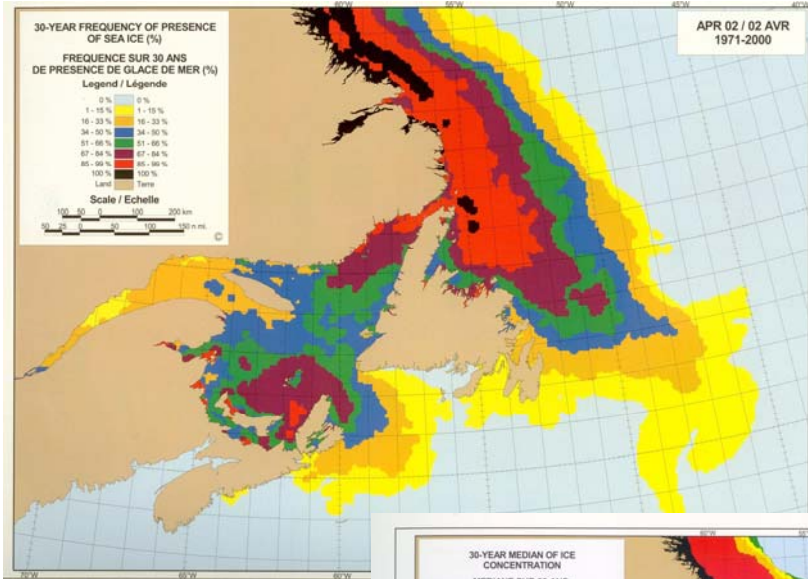 30-YEAR FREQUENCY OF PRESENCE
OF SEA ICE (%)
FREQUENCE SUR 30 ANS
DE PRESENCE DE GLACE DE MER (%)
Legend / Légende
0 % 0 %
1 - 15 % 1 - 15 %
16 - 33 % 16 - 33 %
34 - 50 % 34 - 50 %
51 - 66 % 51 - 66 %
67 - 84 % 67 - 84 %
85 - 99 % 85 - 99 %
100 % 100 %
Land Terre
Scale / Echelle
100 50 0 100 200 km
50 25 0 50 100 150 n mi.
©
APR 02 / 02 AVR
1971-2000
60°W 55°W 50°W 45°W 40°W
70°W 65°W 60°W
30-YEAR MEDIAN OF ICE
CONCENTRATION
60°W